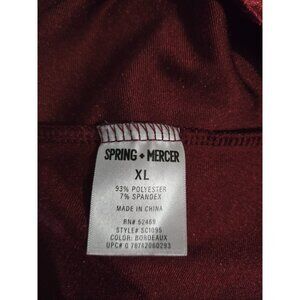 SPRING + MERCER
XL
93% POLYESTER
7% SPANDEX
MADE IN CHINA
RN# 52469
STYLE# SC1095
COLOR: BORDEAUX
UPC# 0 78742060293